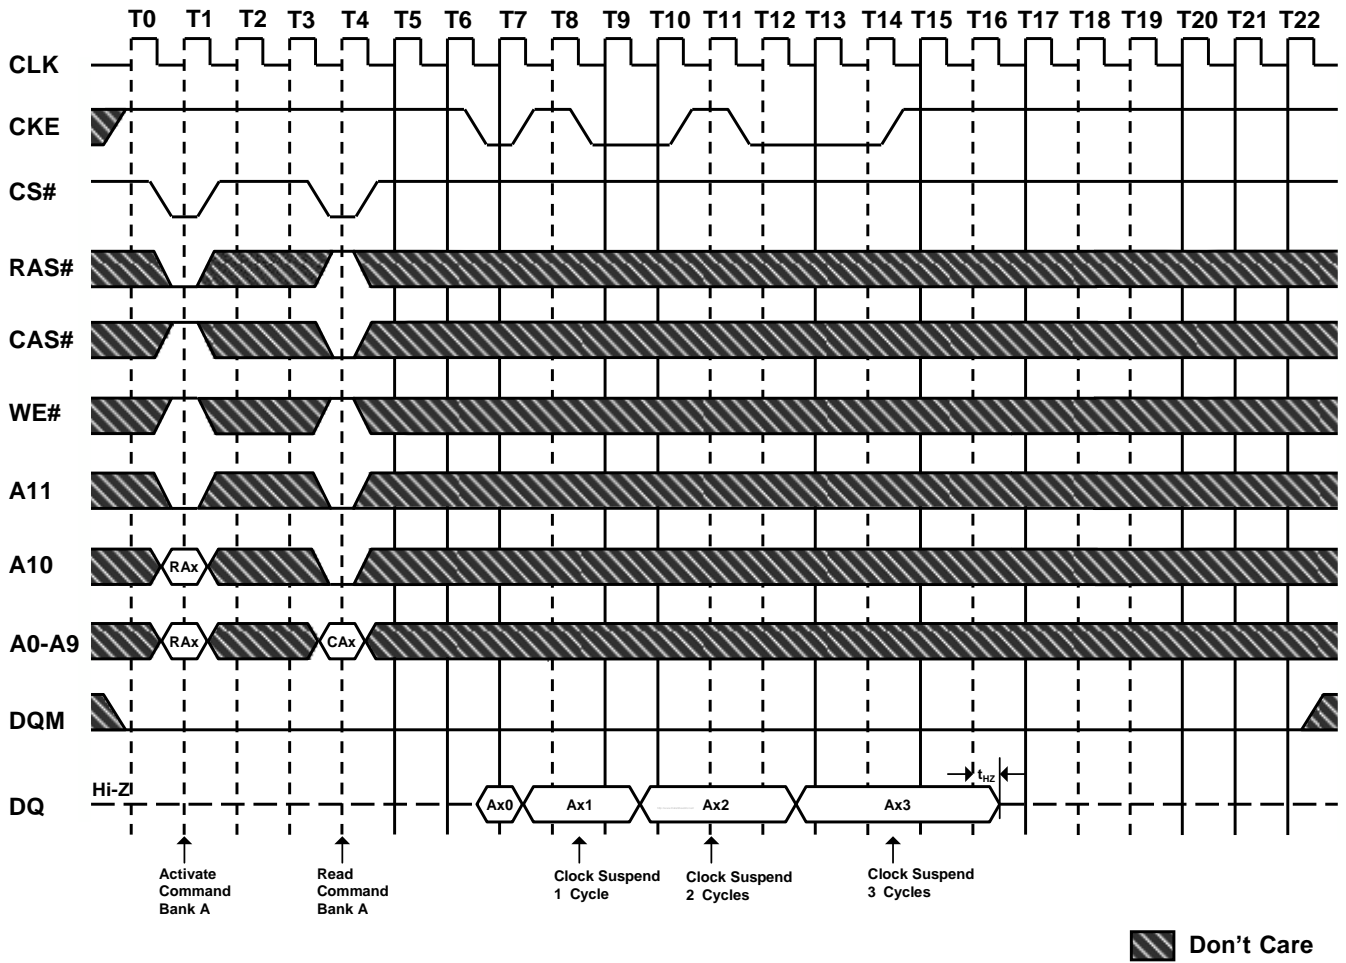 T0 T1 T2 T3 T4 T5 T6 T7 T8 T9 T10 T11 T12 T13 T14 T15 T16 T17 T18 T19 T20 T21 T22
CLK
CKE
CS#
RAS#
CAS#
WE#
A11
A10 RAx
A0-A9 RAx CAx
DQM
tHZ
Hi-Z
DQ Ax0 Ax1 Ax2 Ax3
Activate
Command
Bank A
Read
Command
Bank A
Clock Suspend
1 Cycle
Clock Suspend
2 Cycles
Clock Suspend
3 Cycles
Don't Care